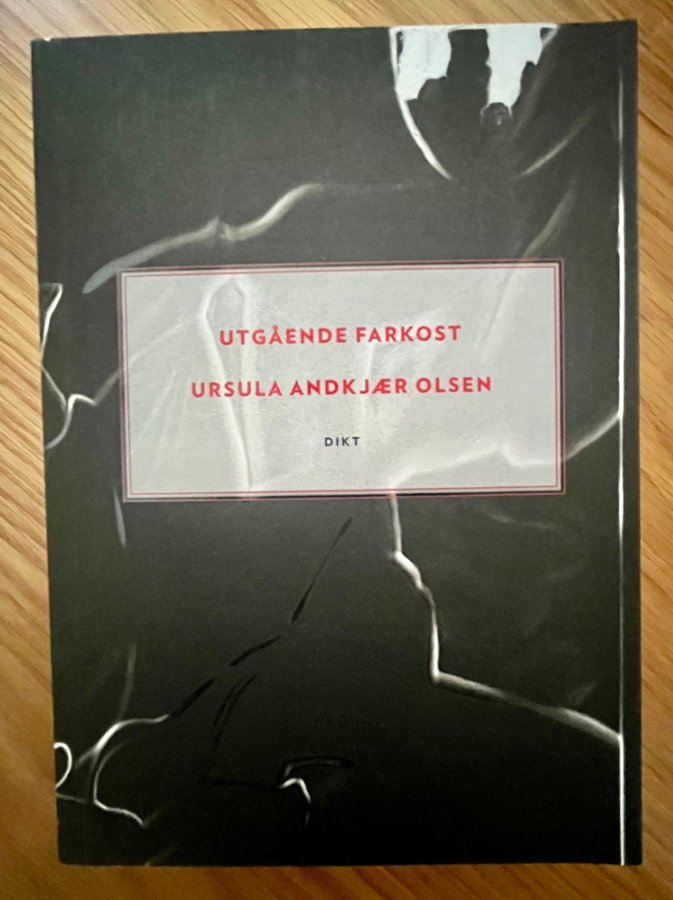 UTGÅENDE FARKOST
URSULA ANDKJÆR OLSEN
DIKT